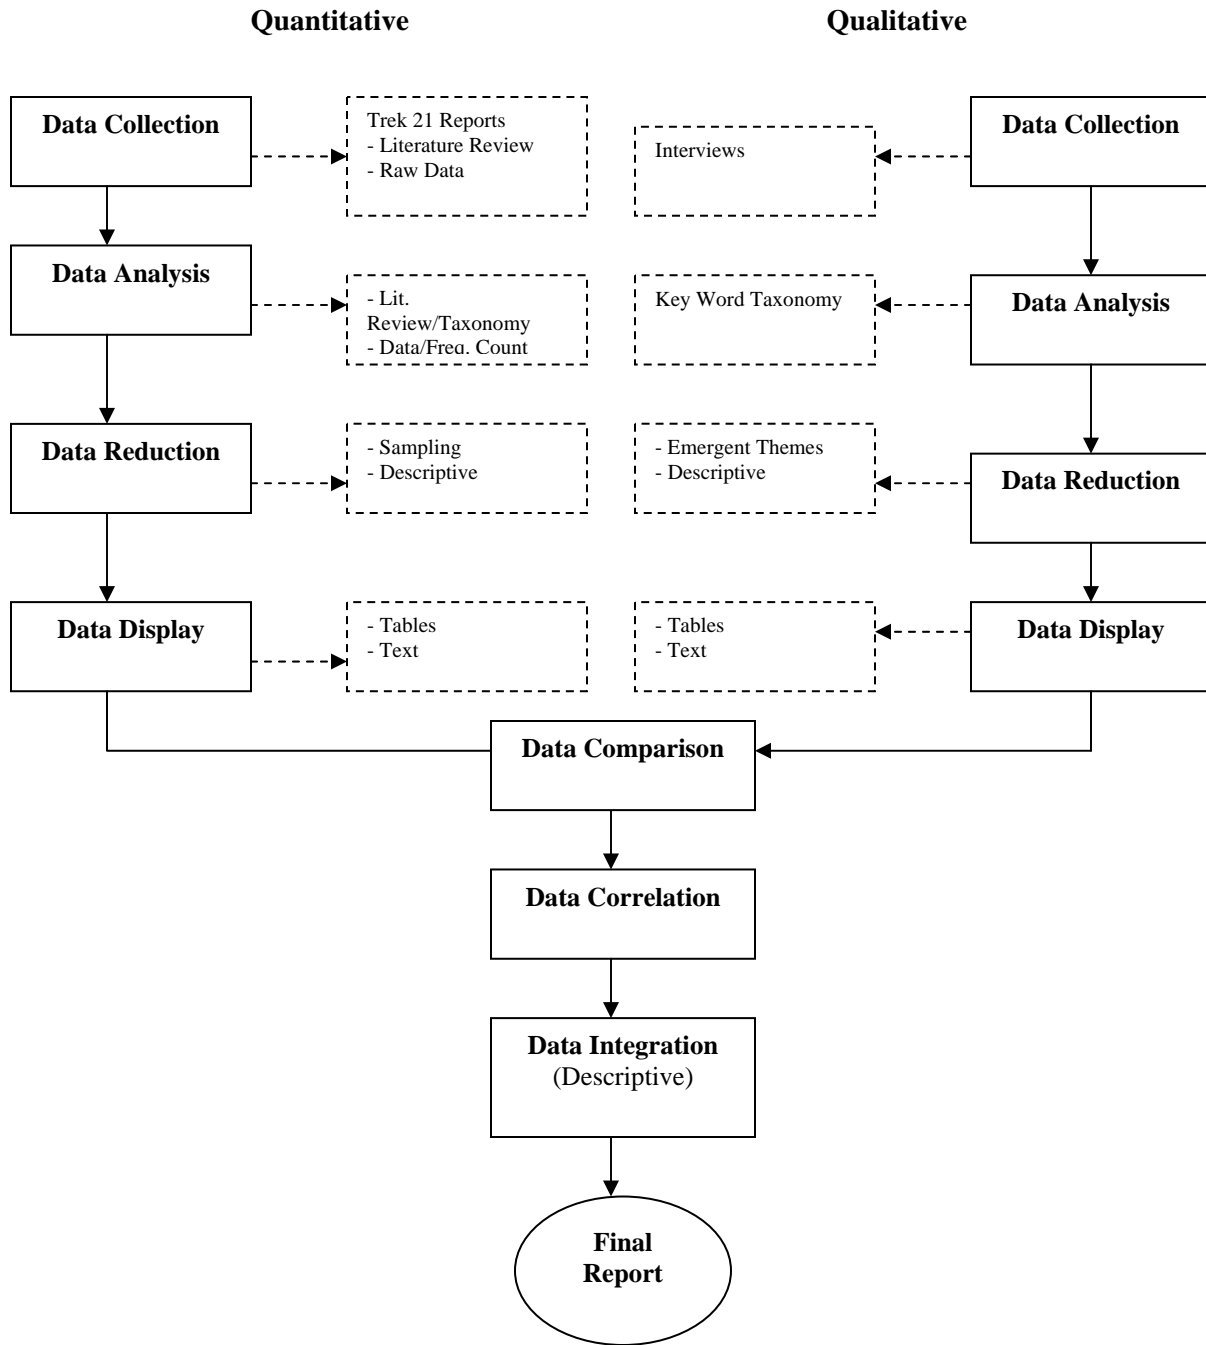 Quantitative
Qualitative
Data Collection
Trek 21 Reports
- Literature Review
- Raw Data
Interviews
Data Collection
Data Analysis
- Lit.
Review/Taxonomy
- Data/Freq. Count
Key Word Taxonomy
Data Analysis
Data Reduction
- Sampling
- Descriptive
- Emergent Themes
- Descriptive
Data Reduction
Data Display
- Tables
- Text
- Tables
- Text
Data Display
Data Comparison
Data Correlation
Data Integration
(Descriptive)
Final
Report